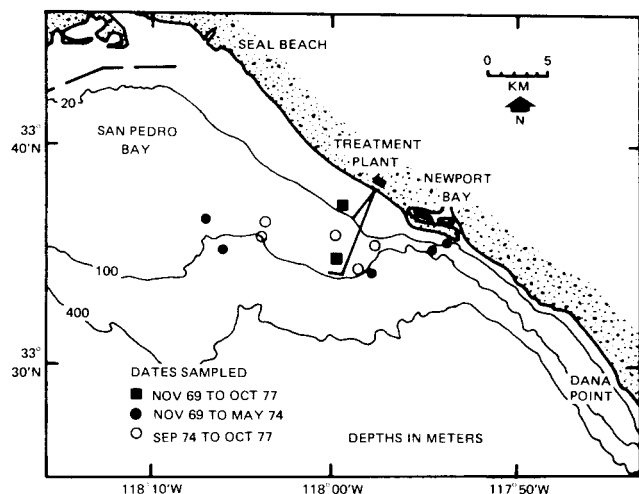 SEAL BEACH
0 5
KM
N
20
33°
40'
SAN PEDRO
BAY
TREATMENT
PLANT
NEWPORT
BAY
100
400
33°
30'N
DATES SAMPLED
NOV 69 TO OCT 77
NOV 69 TO MAY 74
SEP 74 TO OCT 77
DANA
POINT
DEPTHS IN METERS
118°10'W
118°00'W
117°50'W